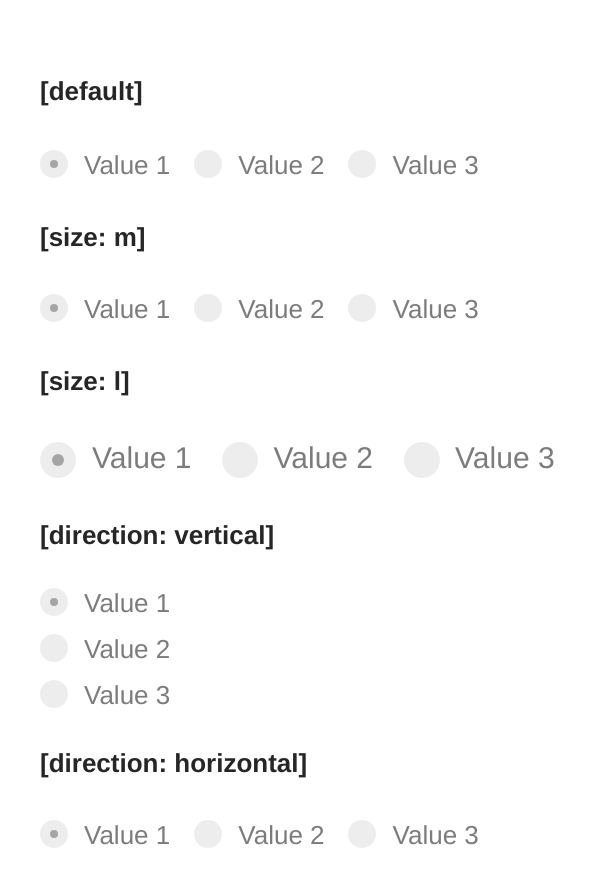 [default]
Value 1 Value 2 Value 3
[size: m]
Value 1 Value 2 Value 3
[size: l]
Value 1 Value 2 Value 3
[direction: vertical]
Value 1
Value 2
Value 3
[direction: horizontal]
Value 1 Value 2 Value 3